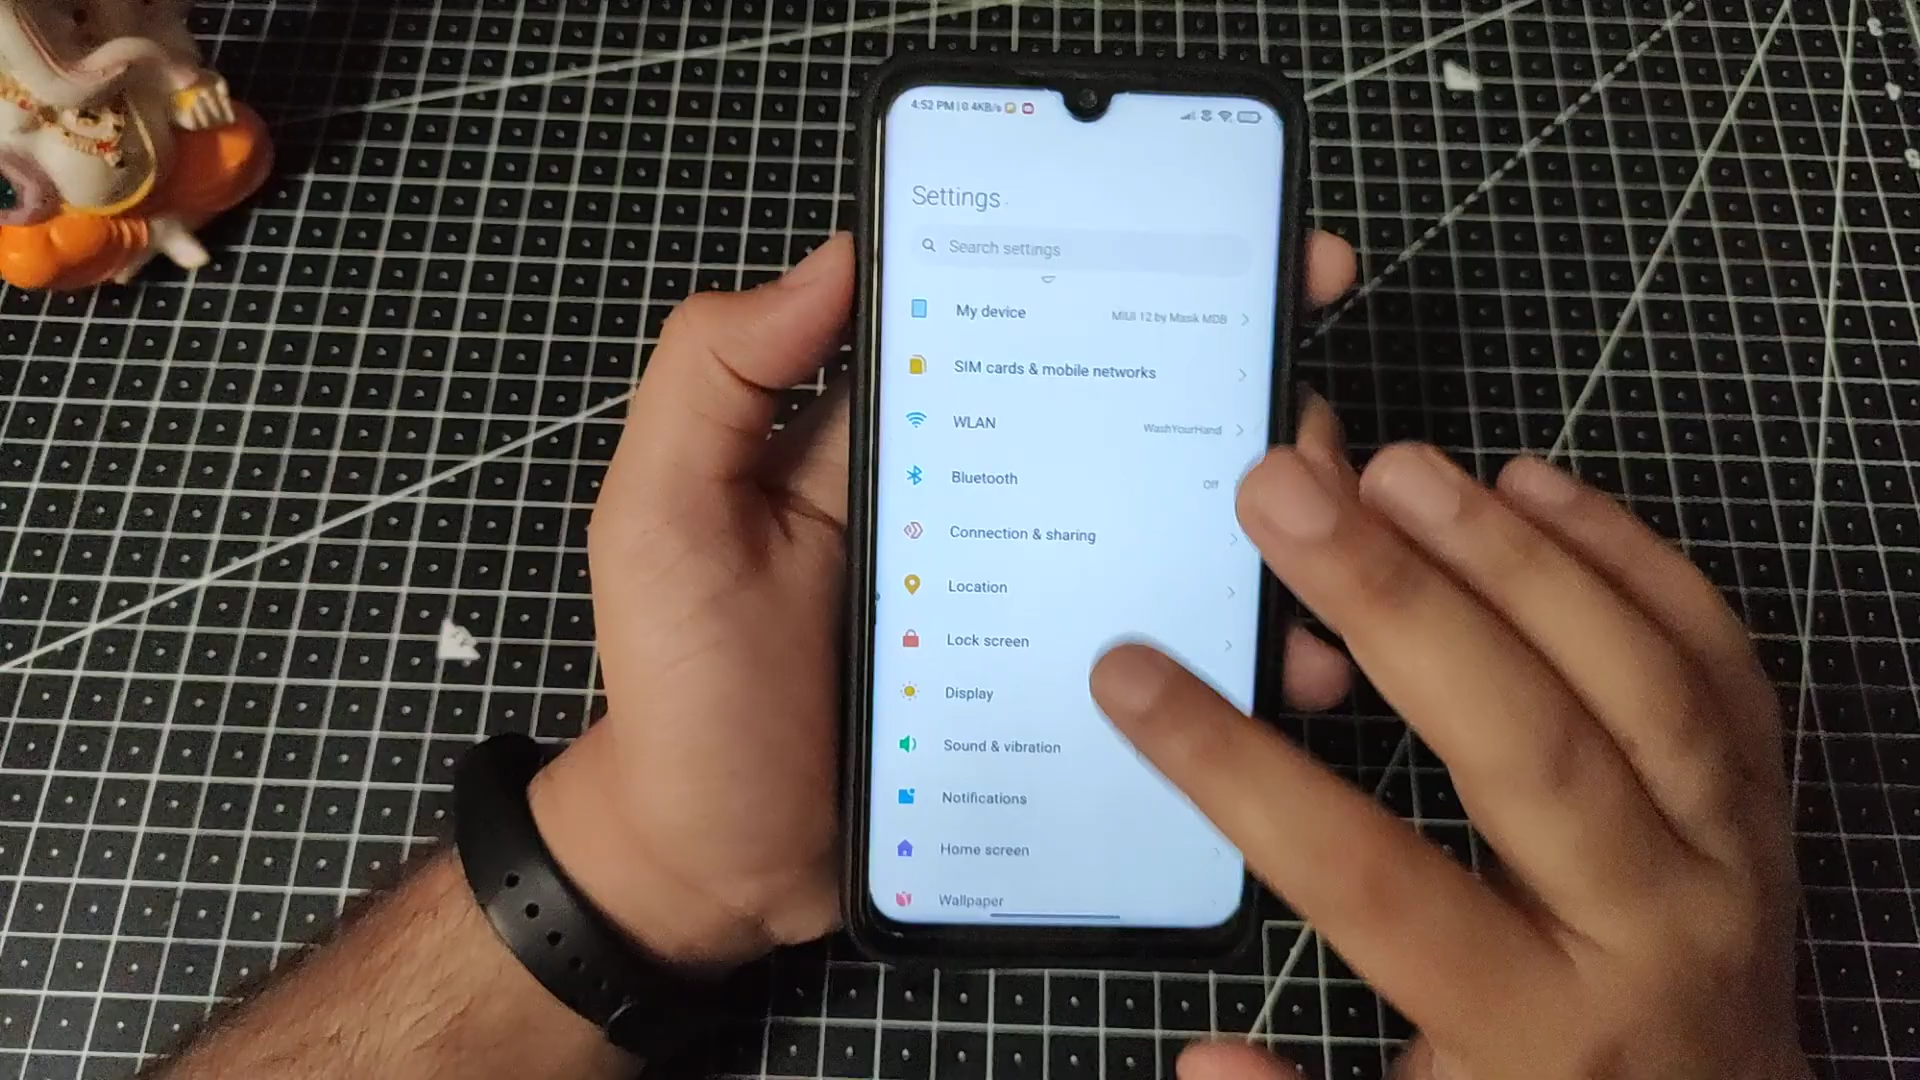 4:52 PM | 0.4KB/s
Settings
Search settings
My device MIUI 12 by Masik MDB
SIM cards & mobile networks
WLAN WashYourHand
Bluetooth Off
Connection & sharing
Location
Lock screen
Display
Sound & vibration
Notifications
Home screen
Wallpaper